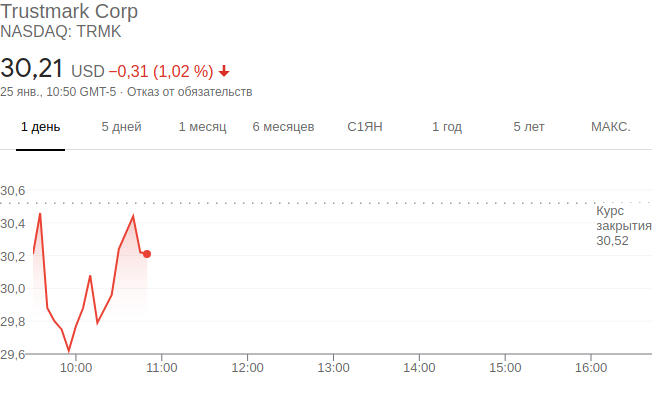 Trustmark Corp
NASDAQ: TRMK
30,21 USD −0,31 (1,02 %)
25 янв., 10:50 GMT-5 · Отказ от обязательств
1 день 5 дней 1 месяц 6 месяцев С1ЯН 1 год 5 лет МАКС.
30,6
30,4
30,2
30,0
29,8
29,6
Курс
закрытия
30,52
10:00 11:00 12:00 13:00 14:00 15:00 16:00